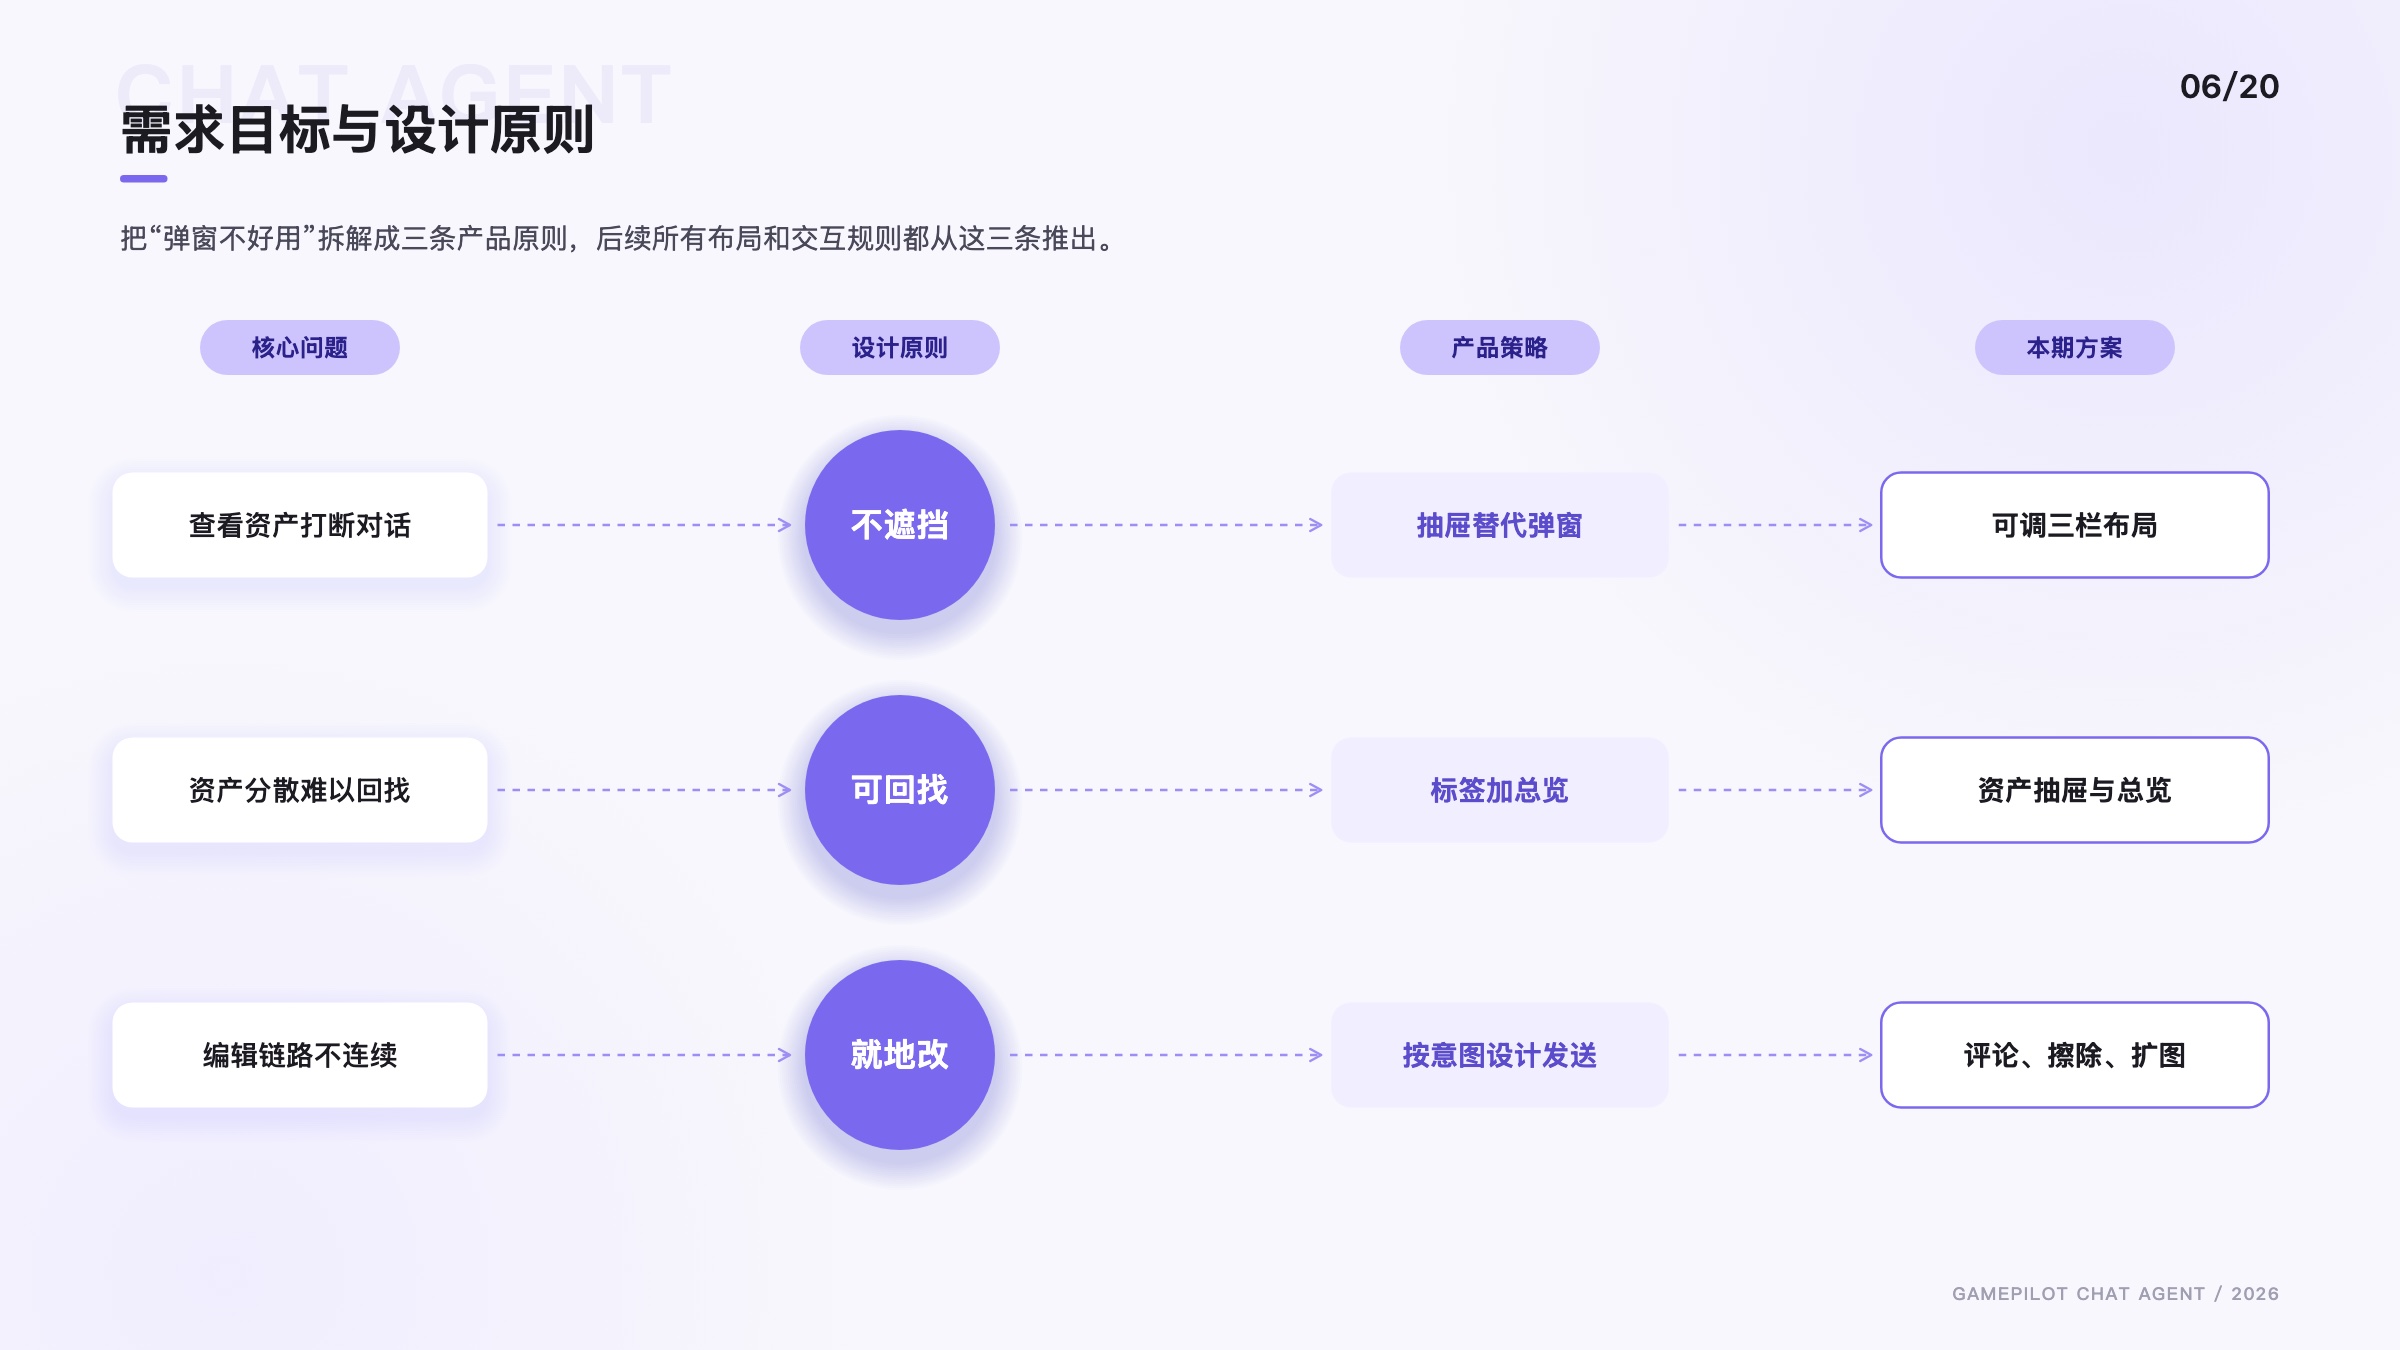 CHAT AGENT
06/20
需求目标与设计原则
把“弹窗不好用”拆解成三条产品原则，后续所有布局和交互规则都从这三条推出。
核心问题
设计原则
产品策略
本期方案
查看资产打断对话
不遮挡
抽屉替代弹窗
可调三栏布局
资产分散难以回找
可回找
标签加总览
资产抽屉与总览
编辑链路不连续
就地改
按意图设计发送
评论、擦除、扩图
GAMEPILOT CHAT AGENT / 2026